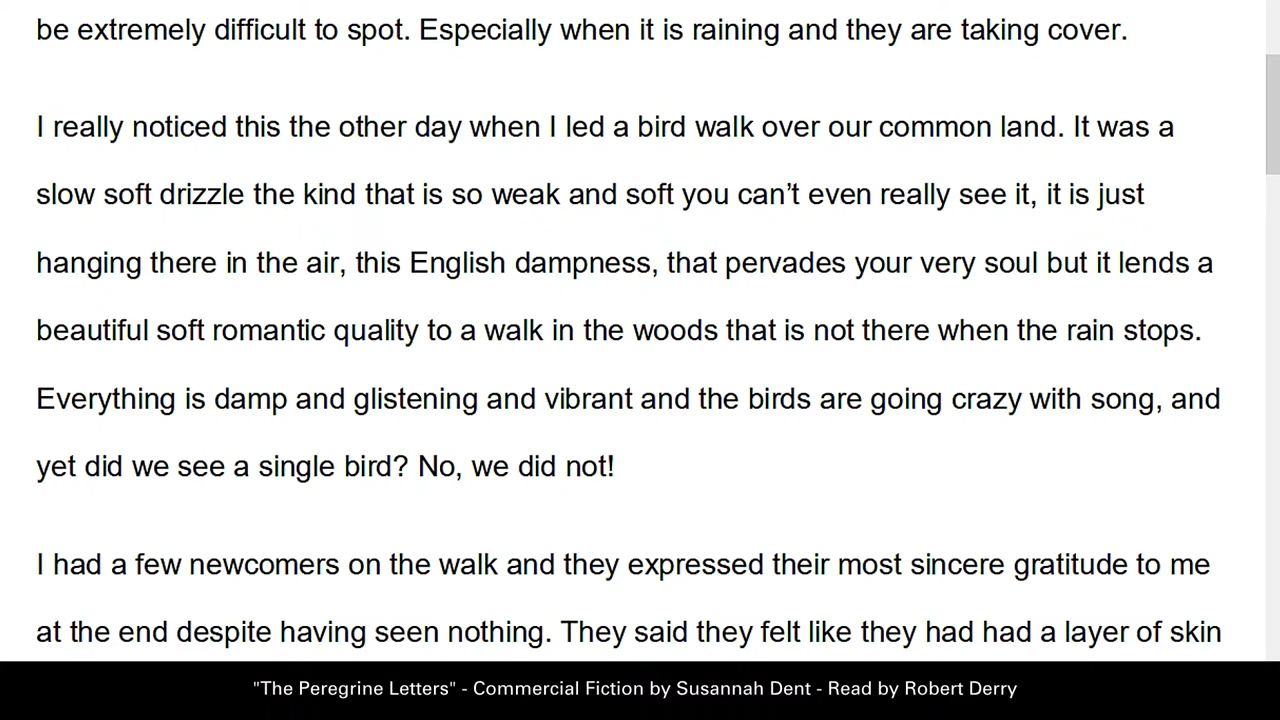 be extremely difficult to spot. Especially when it is raining and they are taking cover.
I really noticed this the other day when I led a bird walk over our common land. It was a
slow soft drizzle the kind that is so weak and soft you can’t even really see it, it is just
hanging there in the air, this English dampness, that pervades your very soul but it lends a
beautiful soft romantic quality to a walk in the woods that is not there when the rain stops.
Everything is damp and glistening and vibrant and the birds are going crazy with song, and
yet did we see a single bird? No, we did not!
I had a few newcomers on the walk and they expressed their most sincere gratitude to me
at the end despite having seen nothing. They said they felt like they had had a layer of skin
"The Peregrine Letters" - Commercial Fiction by Susannah Dent - Read by Robert Derry